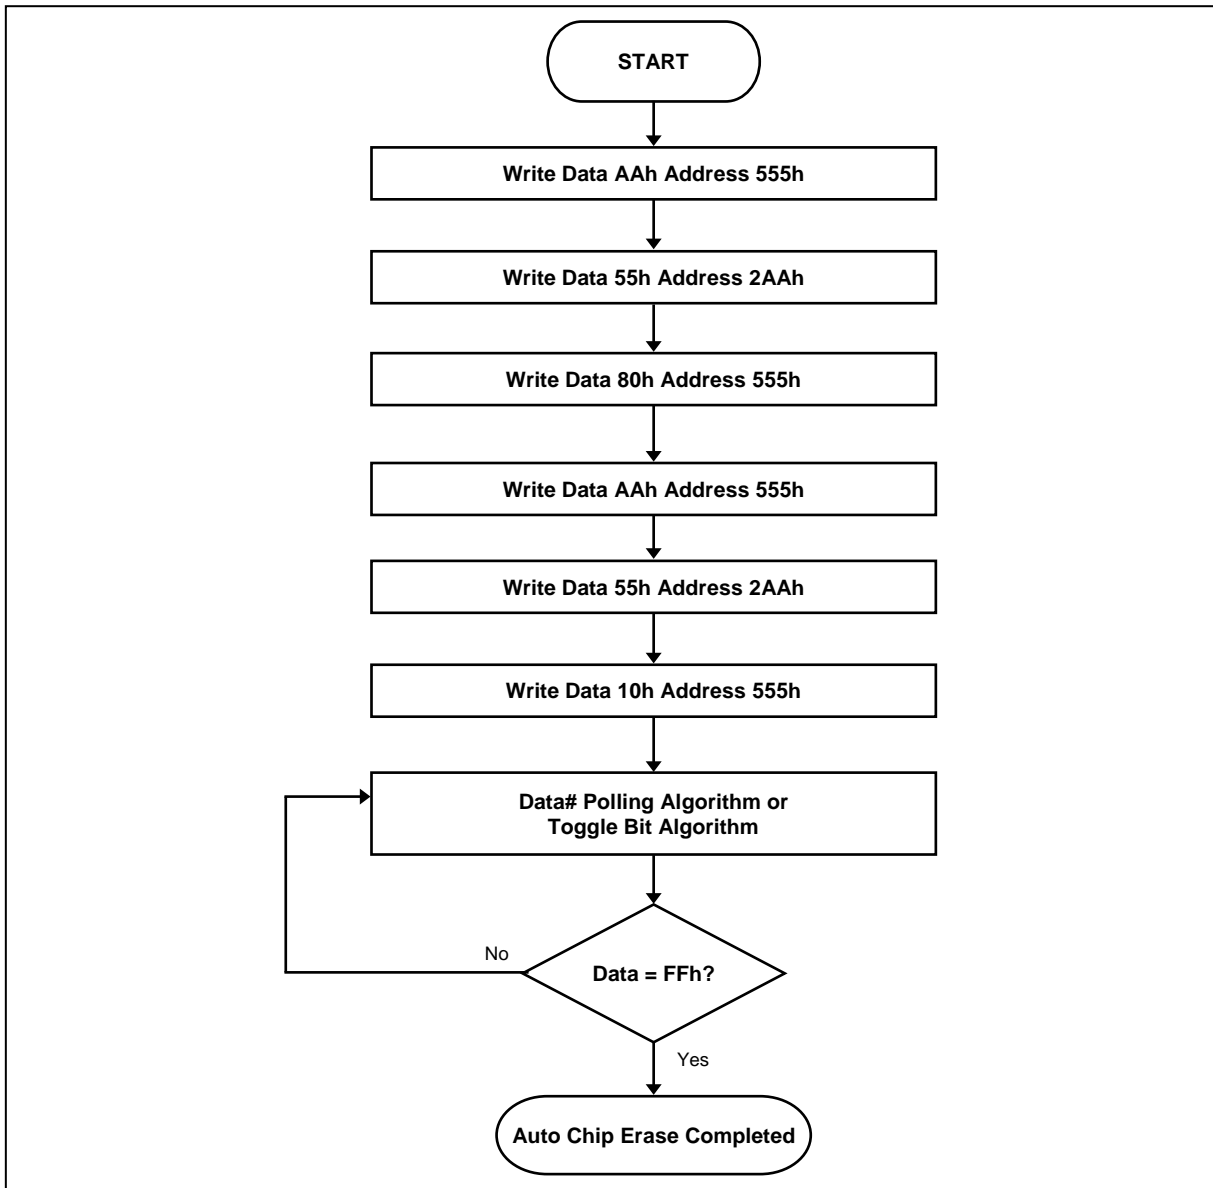 START
Write Data AAh Address 555h
Write Data 55h Address 2AAh
Write Data 80h Address 555h
Write Data AAh Address 555h
Write Data 55h Address 2AAh
Write Data 10h Address 555h
Data# Polling Algorithm or
Toggle Bit Algorithm
No
Data = FFh?
Yes
Auto Chip Erase Completed